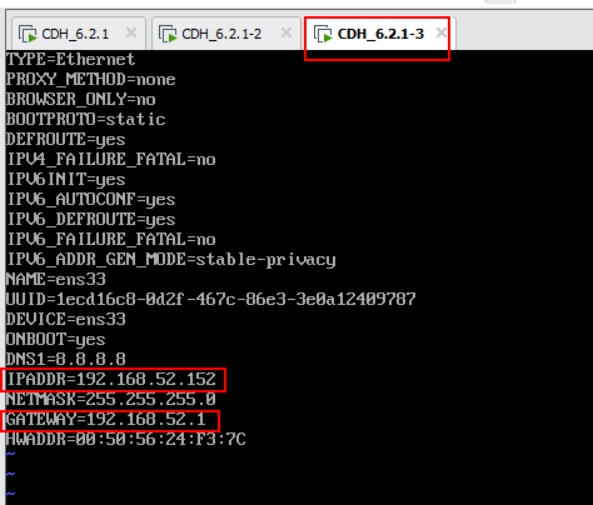 CDH_6.2.1 × CDH_6.2.1-2 × CDH_6.2.1-3 ×
TYPE=Ethernet
PROXY_METHOD=none
BROWSER_ONLY=no
BOOTPROTO=static
DEFROUTE=yes
IPV4_FAILURE_FATAL=no
IPV6INIT=yes
IPV6_AUTOCONF=yes
IPV6_DEFROUTE=yes
IPV6_FAILURE_FATAL=no
IPV6_ADDR_GEN_MODE=stable-privacy
NAME=ens33
UUID=1ecd16c8-0d2f-467c-86e3-3e0a12409787
DEVICE=ens33
ONBOOT=yes
DNS1=8.8.8.8
IPADDR=192.168.52.152
NETMASK=255.255.255.0
GATEWAY=192.168.52.1
HWADDR=00:50:56:24:F3:7C
~
~
~